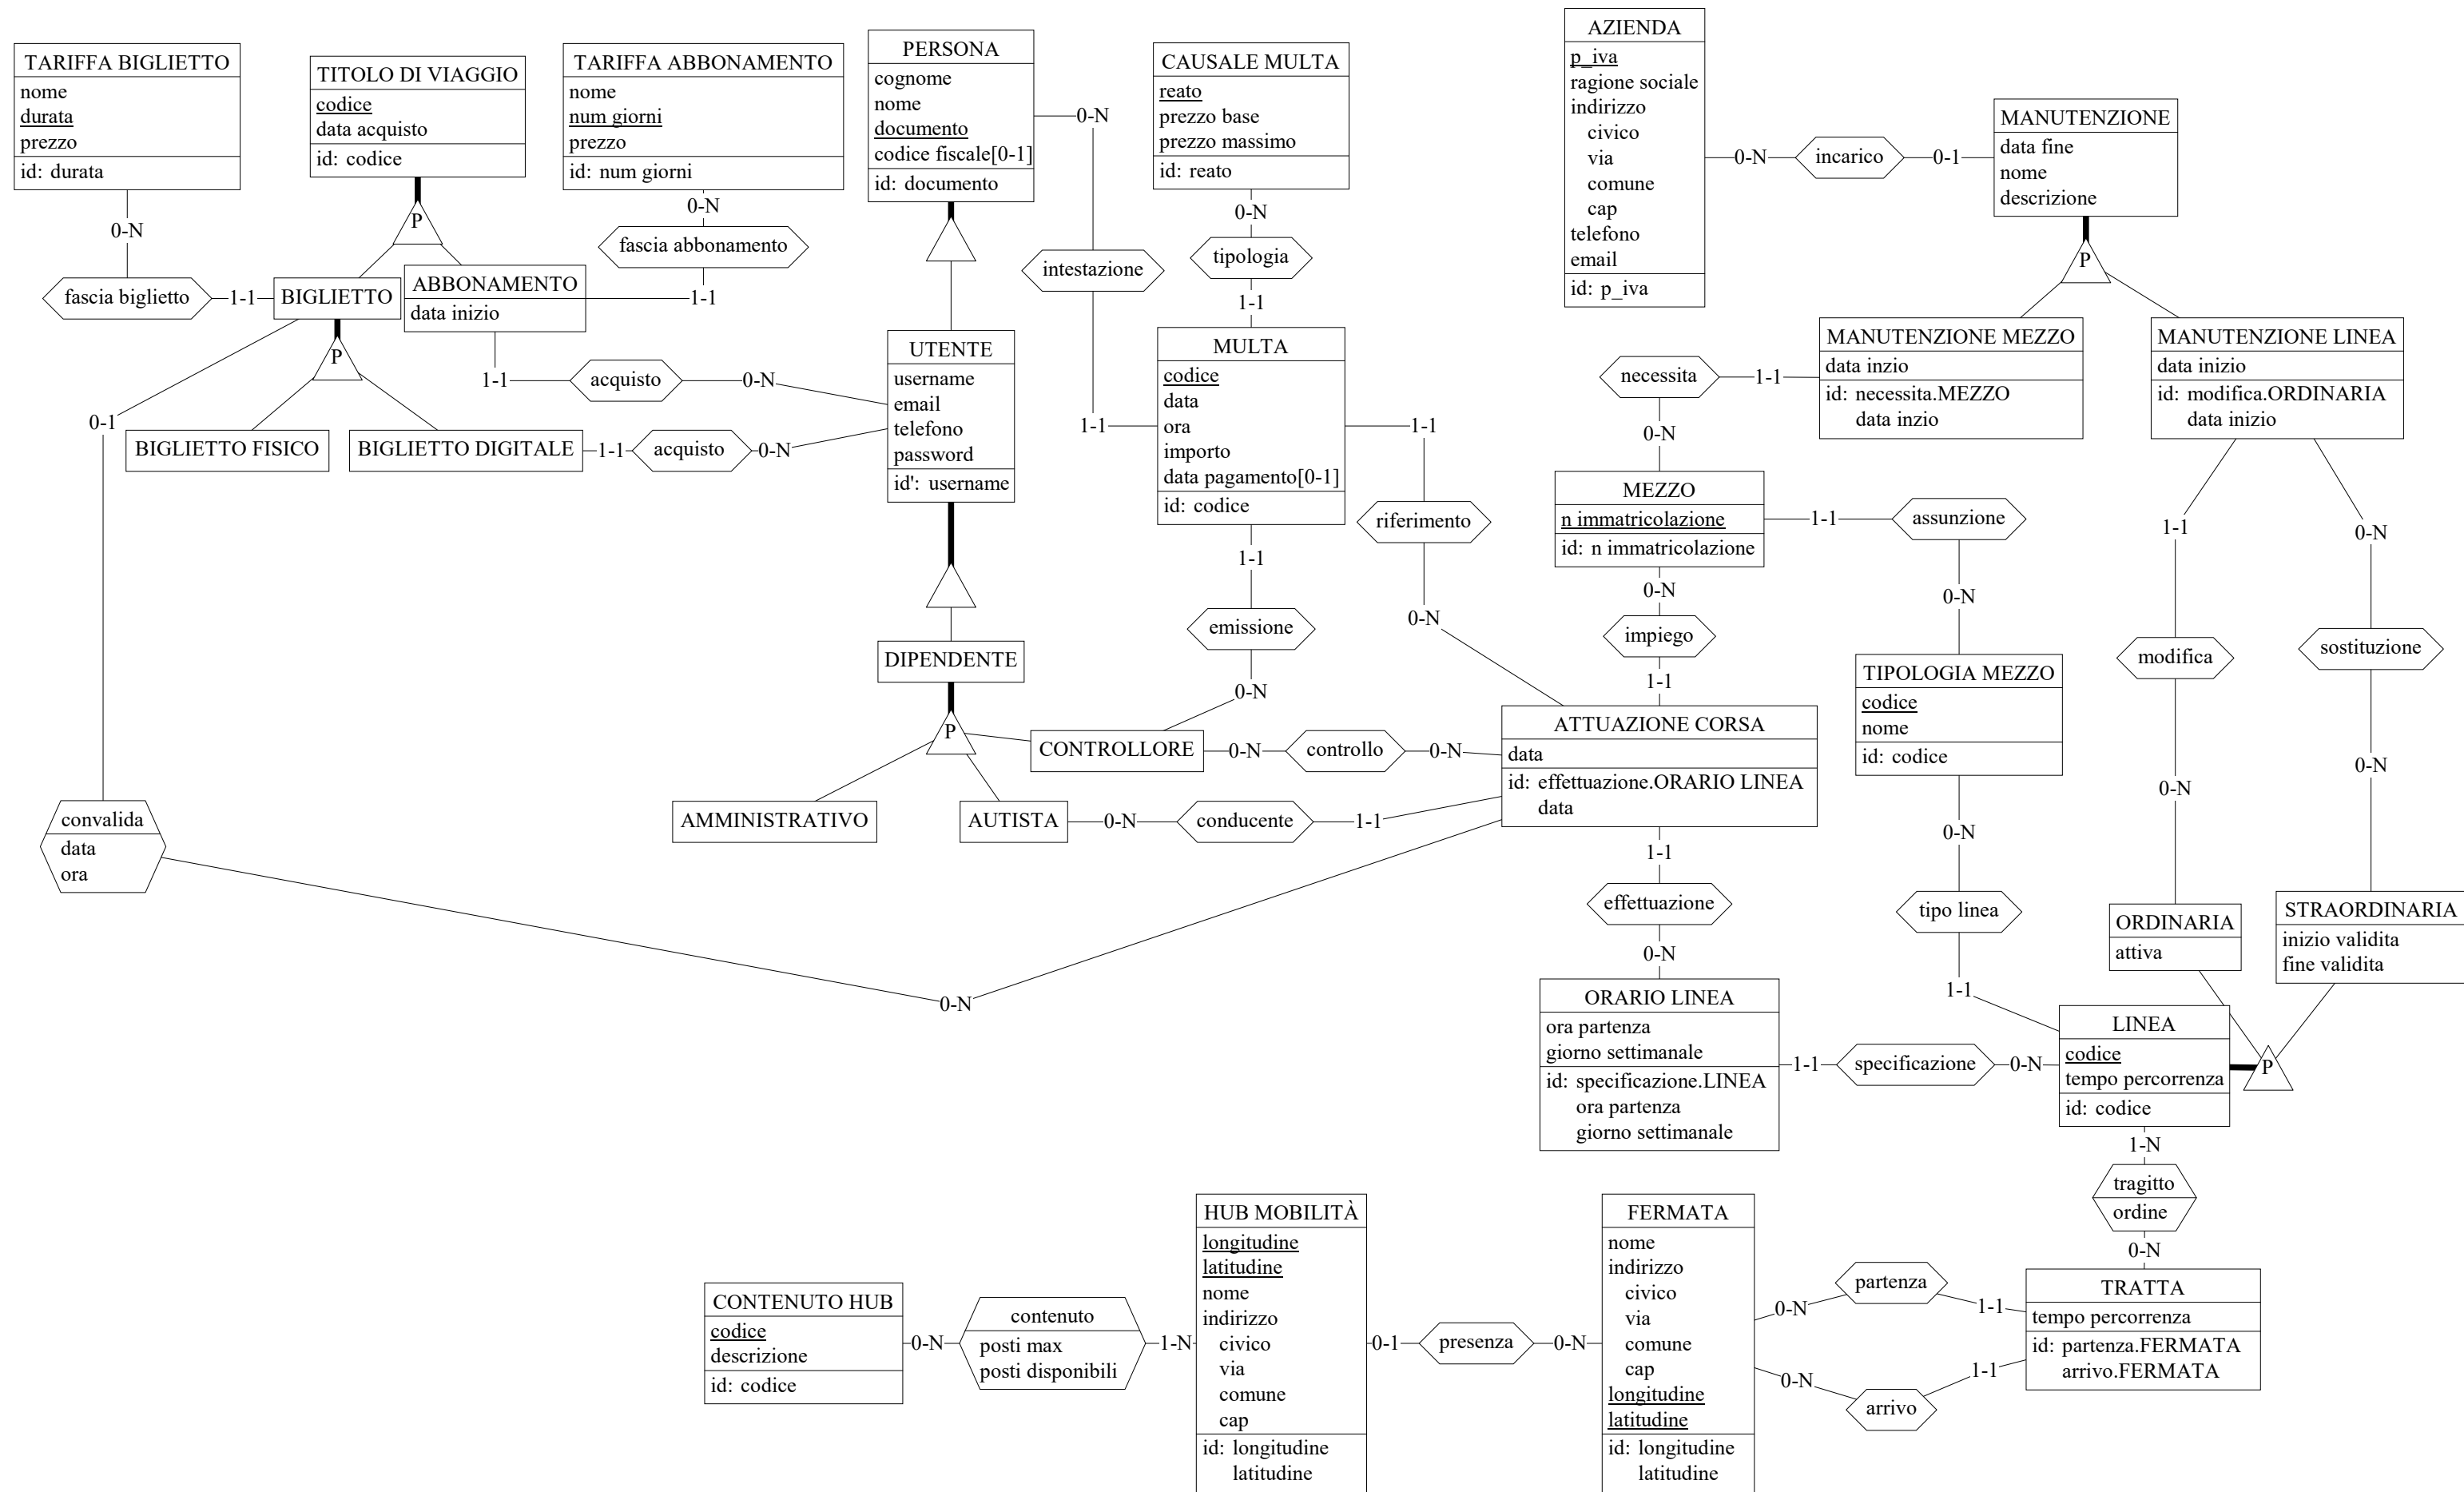 TARIFFA BIGLIETTO
nome
durata
prezzo
id: durata
0-N
fascia biglietto
1-1
TITOLO DI VIAGGIO
codice
data acquisto
id: codice
P
BIGLIETTO
ABBONAMENTO
data inizio
TARIFFA ABBONAMENTO
nome
num giorni
prezzo
id: num giorni
0-N
fascia abbonamento
1-1
P
BIGLIETTO FISICO
BIGLIETTO DIGITALE
1-1
acquisto
0-N
1-1
acquisto
0-N
0-1
convalida
data
ora
0-N
PERSONA
cognome
nome
documento
codice fiscale[0-1]
id: documento
0-N
intestazione
1-1
UTENTE
username
email
telefono
password
id': username
DIPENDENTE
P
AMMINISTRATIVO
AUTISTA
CONTROLLORE
0-N
controllo
0-N
0-N
conducente
1-1
CAUSALE MULTA
reato
prezzo base
prezzo massimo
id: reato
0-N
tipologia
1-1
MULTA
codice
data
ora
importo
data pagamento[0-1]
id: codice
1-1
emissione
0-N
1-1
riferimento
0-N
AZIENDA
p_iva
ragione sociale
indirizzo
civico
via
comune
cap
telefono
email
id: p_iva
0-N
incarico
0-1
MANUTENZIONE
data fine
nome
descrizione
P
MANUTENZIONE MEZZO
data inzio
id: necessita.MEZZO
data inzio
MANUTENZIONE LINEA
data inizio
id: modifica.ORDINARIA
data inizio
necessita
1-1
0-N
MEZZO
n immatricolazione
id: n immatricolazione
1-1
assunzione
0-N
0-N
impiego
1-1
TIPOLOGIA MEZZO
codice
nome
id: codice
0-N
tipo linea
1-1
1-1
modifica
0-N
0-N
sostituzione
0-N
ATTUAZIONE CORSA
data
id: effettuazione.ORARIO LINEA
data
1-1
effettuazione
0-N
ORARIO LINEA
ora partenza
giorno settimanale
id: specificazione.LINEA
ora partenza
giorno settimanale
1-1
specificazione
0-N
ORDINARIA
attiva
STRAORDINARIA
inizio validita
fine validita
LINEA
codice
tempo percorrenza
id: codice
P
1-N
tragitto
ordine
0-N
TRATTA
tempo percorrenza
id: partenza.FERMATA
arrivo.FERMATA
0-N
partenza
1-1
0-N
arrivo
1-1
FERMATA
nome
indirizzo
civico
via
comune
cap
longitudine
latitudine
id: longitudine
latitudine
0-1
presenza
0-N
HUB MOBILITÀ
longitudine
latitudine
nome
indirizzo
civico
via
comune
cap
id: longitudine
latitudine
CONTENUTO HUB
codice
descrizione
id: codice
0-N
contenuto
posti max
posti disponibili
1-N